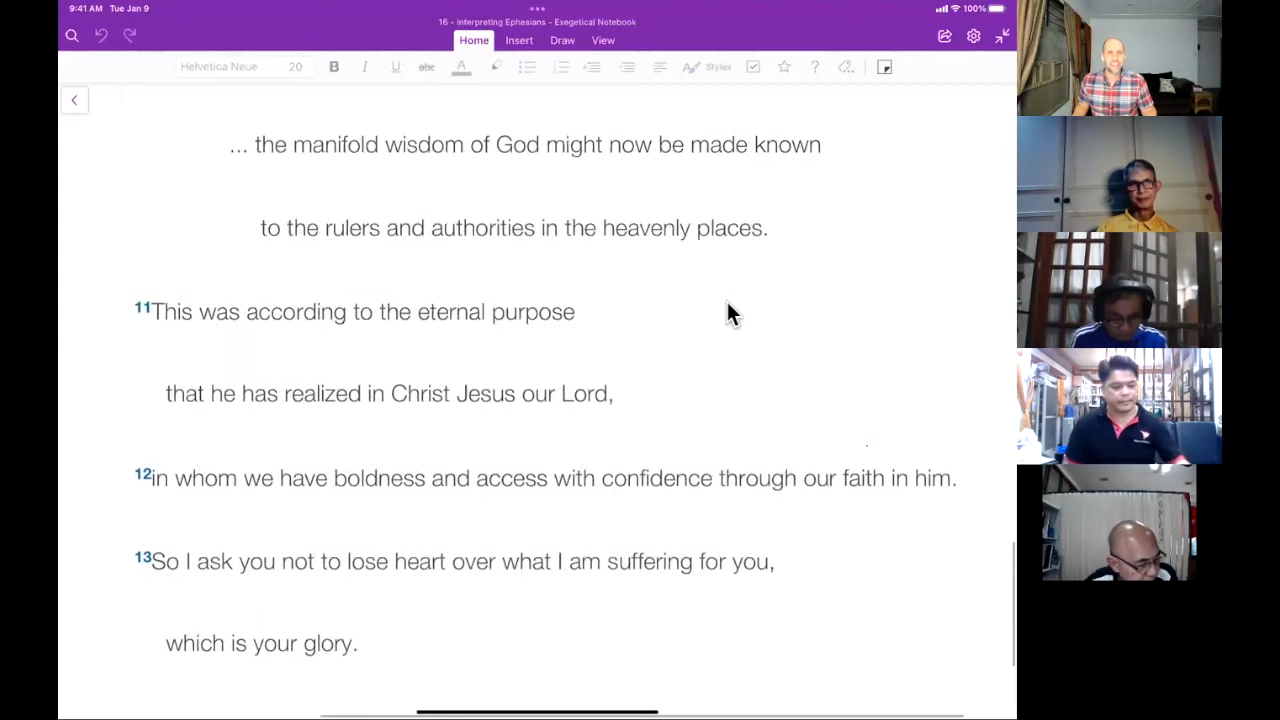 9:41 AM Tue Jan 9
100%
16 - Interpreting Ephesians - Exegetical Notebook
Home Insert Draw View
Helvetica Neue 20 B I U abc A Styles ?
... the manifold wisdom of God might now be made known
to the rulers and authorities in the heavenly places.
11This was according to the eternal purpose
that he has realized in Christ Jesus our Lord,
12in whom we have boldness and access with confidence through our faith in him.
13So I ask you not to lose heart over what I am suffering for you,
which is your glory.